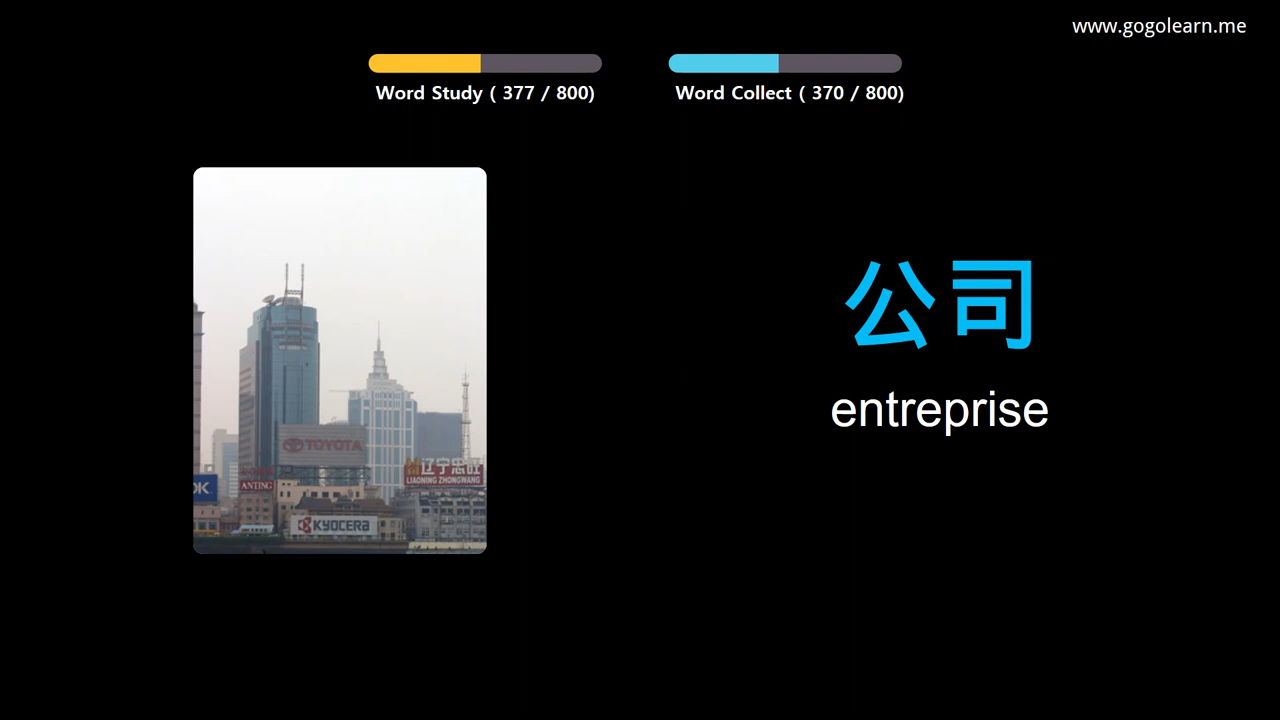 www.gogolearn.me
Word Study ( 377 / 800)
Word Collect ( 370 / 800)
公司
entreprise
TOYOTA
辽宁忠旺
LIAONING ZHONGWANG
OK
ANTING
KYOCERA